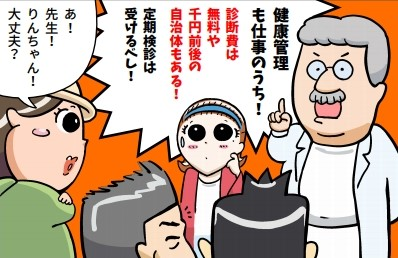 健康管理
も仕事のうち！
診断費は
無料や
千円前後の
自治体もある！
定期検診は
受けるべし！
あ！
先生！
りんちゃん！
大丈夫？